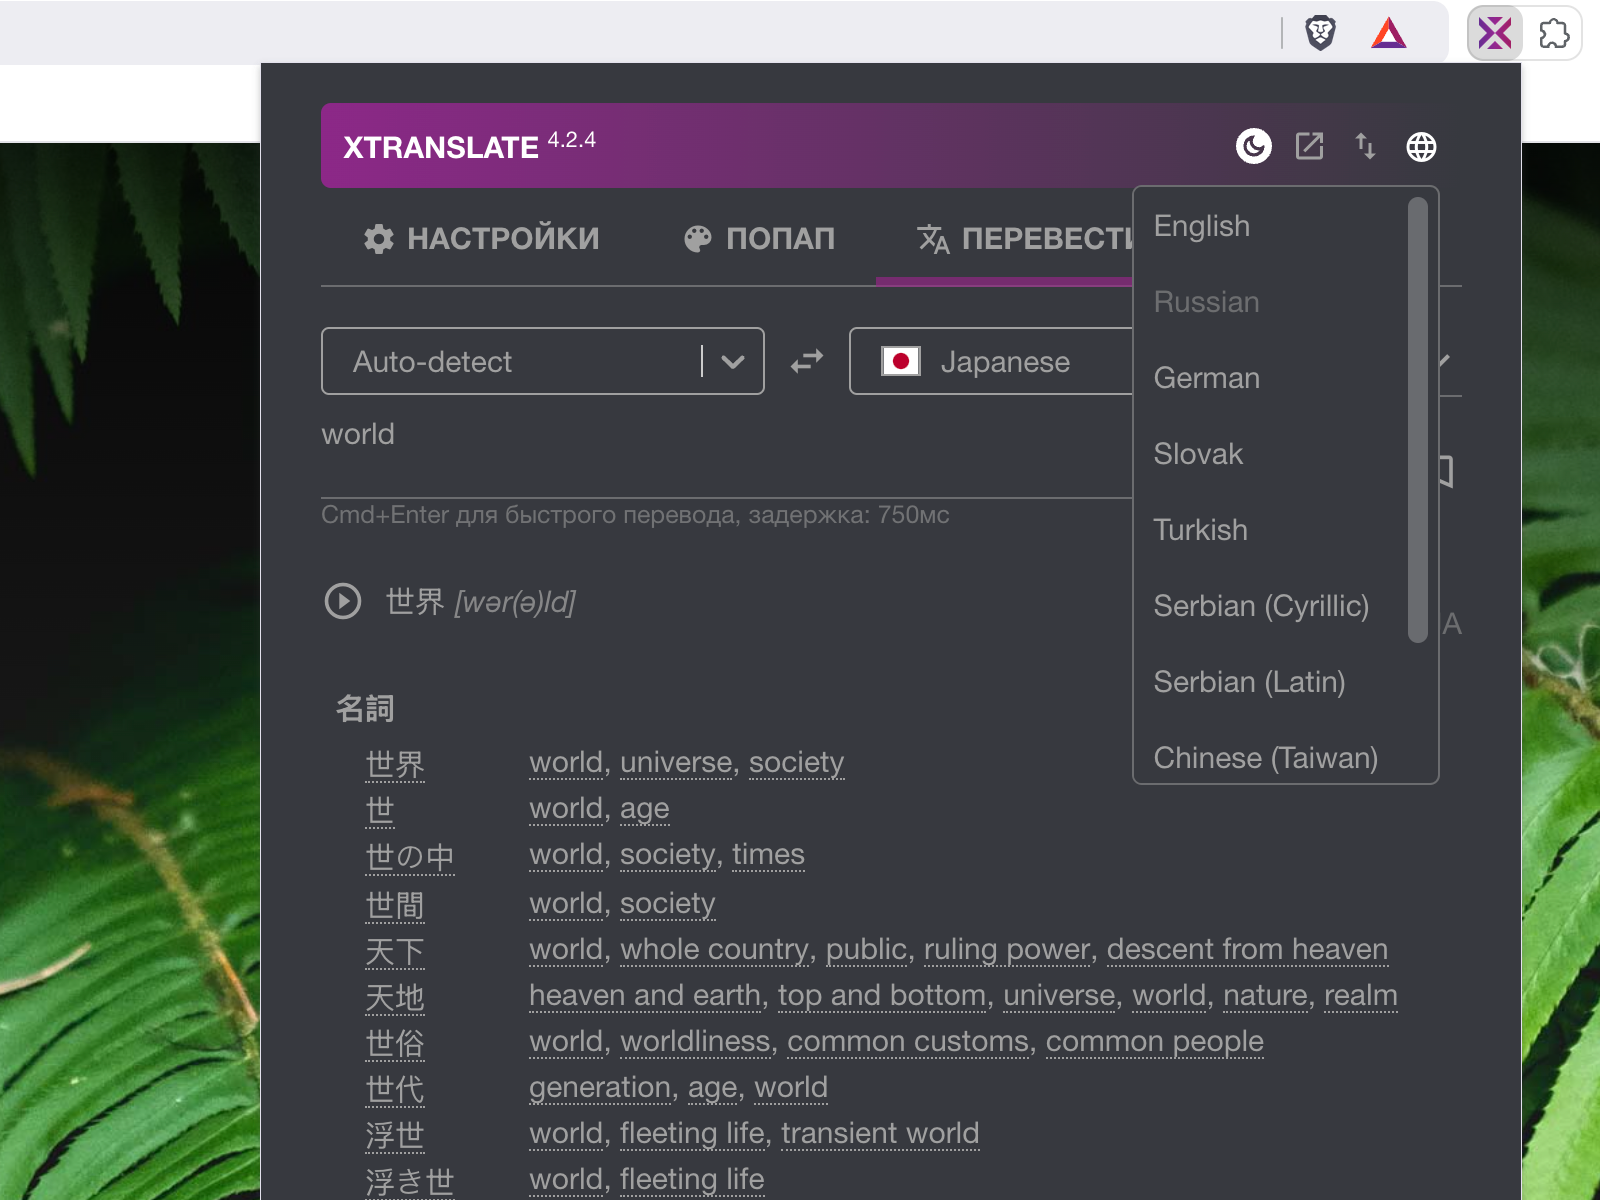 XTRANSLATE 4.2.4
НАСТРОЙКИ ПОПАП ПЕРЕВЕСТИ
English
Russian
German
Slovak
Turkish
Serbian (Cyrillic)
Serbian (Latin)
Chinese (Taiwan)
Auto-detect Japanese
world
Cmd+Enter для быстрого перевода, задержка: 750мс
世界 [wər(ə)ld]
A
名詞
世界 world, universe, society
世 world, age
世の中 world, society, times
世間 world, society
天下 world, whole country, public, ruling power, descent from heaven
天地 heaven and earth, top and bottom, universe, world, nature, realm
世俗 world, worldliness, common customs, common people
世代 generation, age, world
浮世 world, fleeting life, transient world
浮き世 world, fleeting life